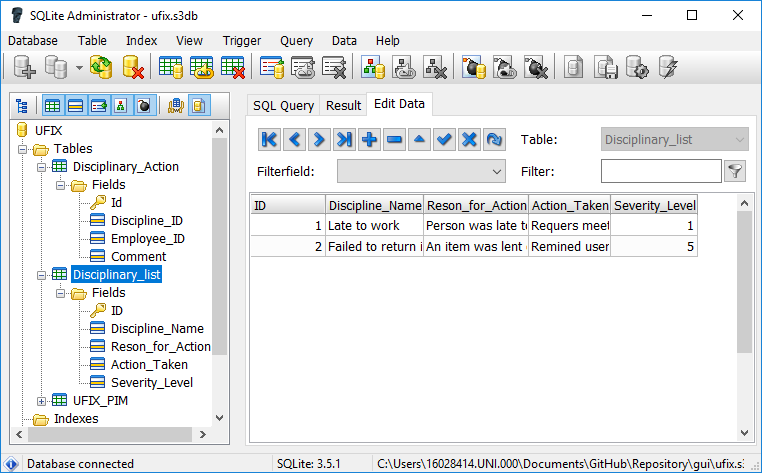 SQLite Administrator - ufix.s3db
Database Table Index View Trigger Query Data Help
SQL Query Result Edit Data
Table: Disciplinary_list
Filterfield: Filter:
ID Discipline_Name Reson_for_Action Action_Taken Severity_Level
1 Late to work Person was late to Requers meet 1
2 Failed to return i An item was lent Remined user 5
UFIX
Tables
Disciplinary_Action
Fields
Id
Discipline_ID
Employee_ID
Comment
Disciplinary_list
Fields
ID
Discipline_Name
Reson_for_Action
Action_Taken
Severity_Level
UFIX_PIM
Indexes
Database connected SQLite: 3.5.1 C:\Users\16028414.UNI.000\Documents\GitHub\Repository\gui\ufix.s3